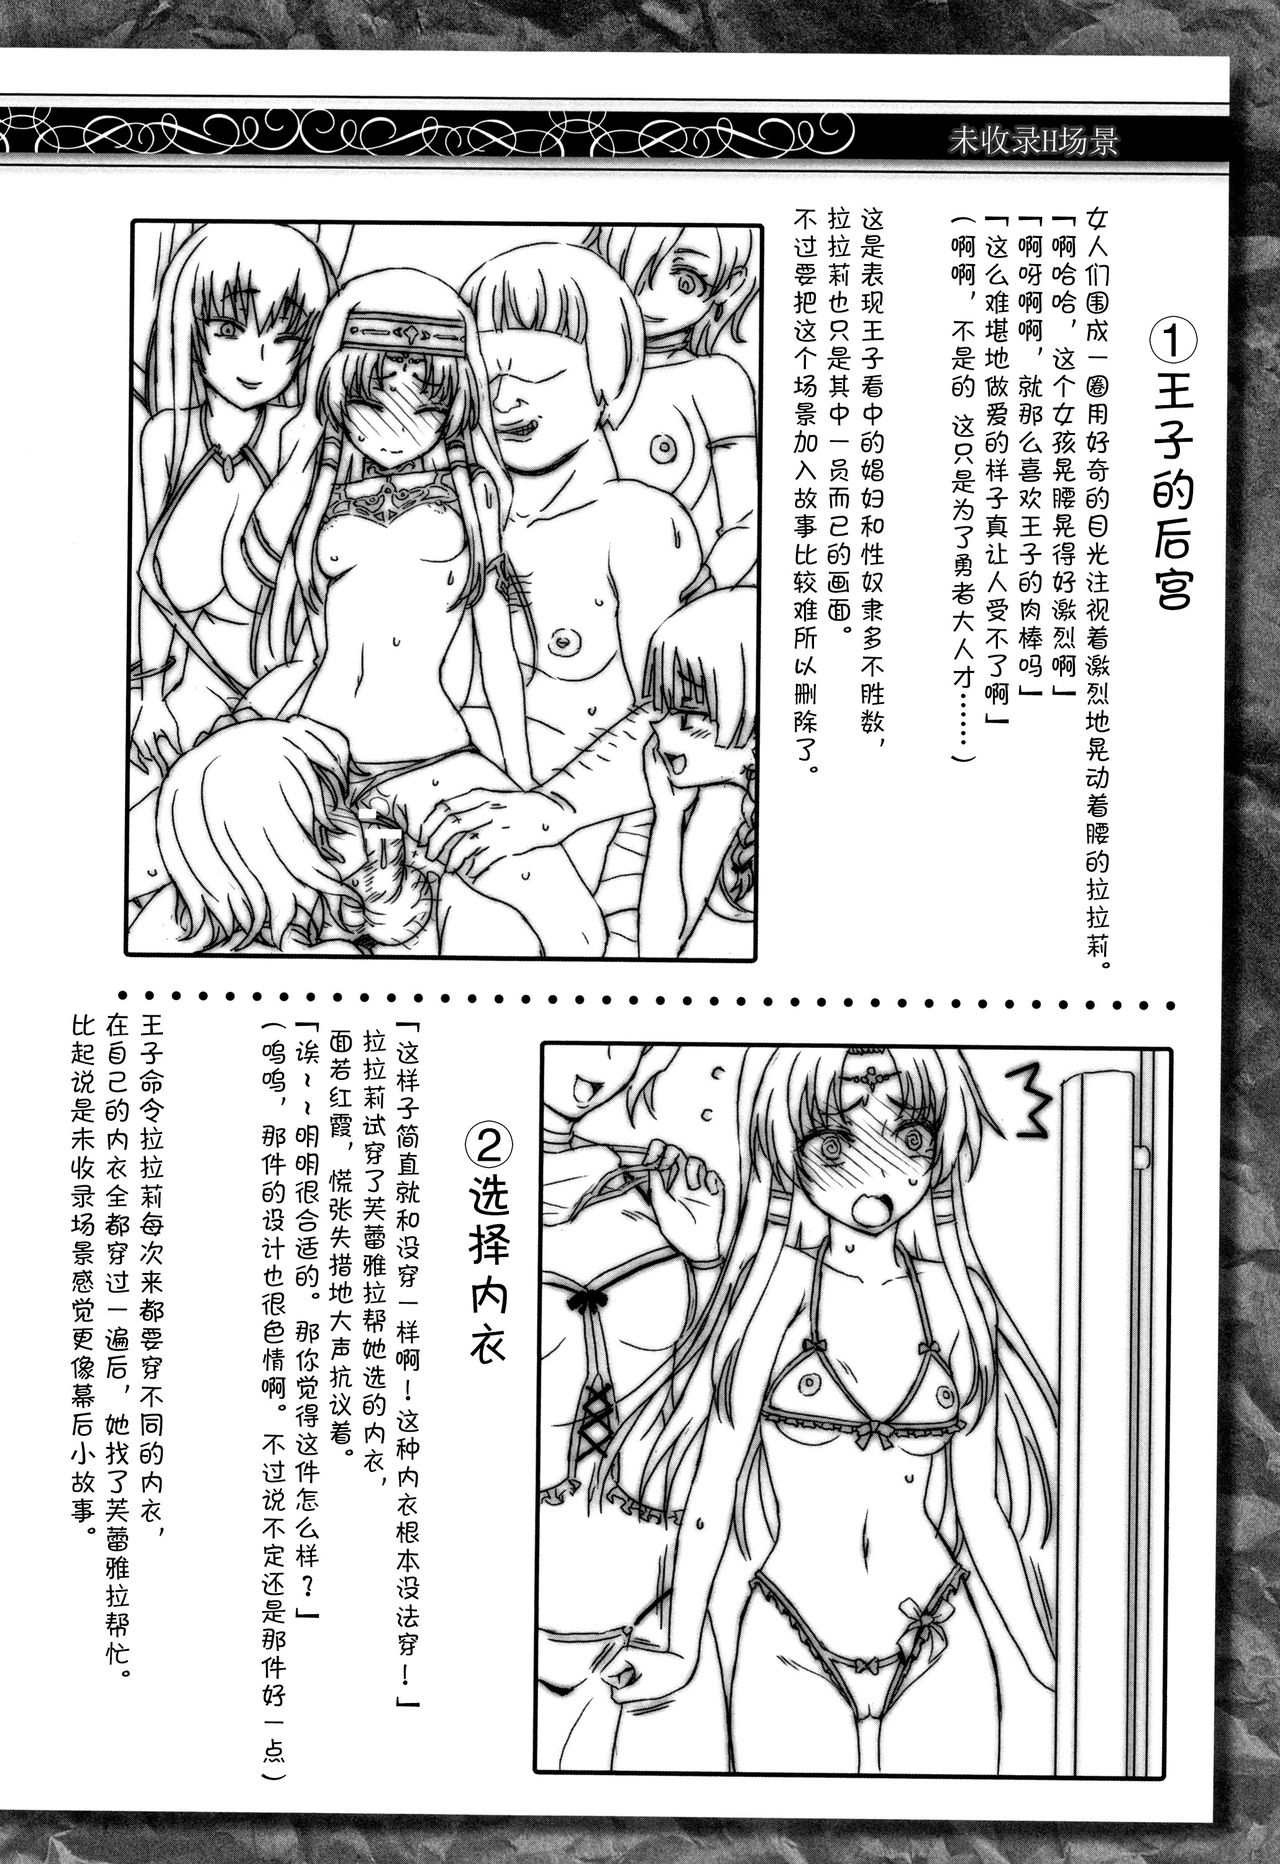 未收录H场景
①王子的后宫
女人们围成一圈用好奇的目光注视着激烈地晃动着腰的拉拉莉。
「啊哈哈，这个女孩晃腰晃得好激烈啊」
「啊呀啊啊，就那么喜欢王子的肉棒吗」
「这么难堪地做爱的样子真让人受不了啊」
（啊啊，不是的 这只是为了勇者大人才……）
这是表现王子看中的娼妇和性奴隶多不胜数，
拉拉莉也只是其中一员而已的画面。
不过要把这个场景加入故事比较难所以删除了。
②选择内衣
「这样子简直就和没穿一样啊！这种内衣根本没法穿！」
拉拉莉试穿了芙蕾雅拉帮她选的内衣，
面若红霞，慌张失措地大声抗议着。
「诶～～明明很合适的。那你觉得这件怎么样？」
（呜呜，那件的设计也很色情啊。不过说不定还是那件好一点）
王子命令拉拉莉每次来都要穿不同的内衣，
在自己的内衣全都穿过一遍后，她找了芙蕾雅拉帮忙。
比起说是未收录场景感觉更像幕后小故事。